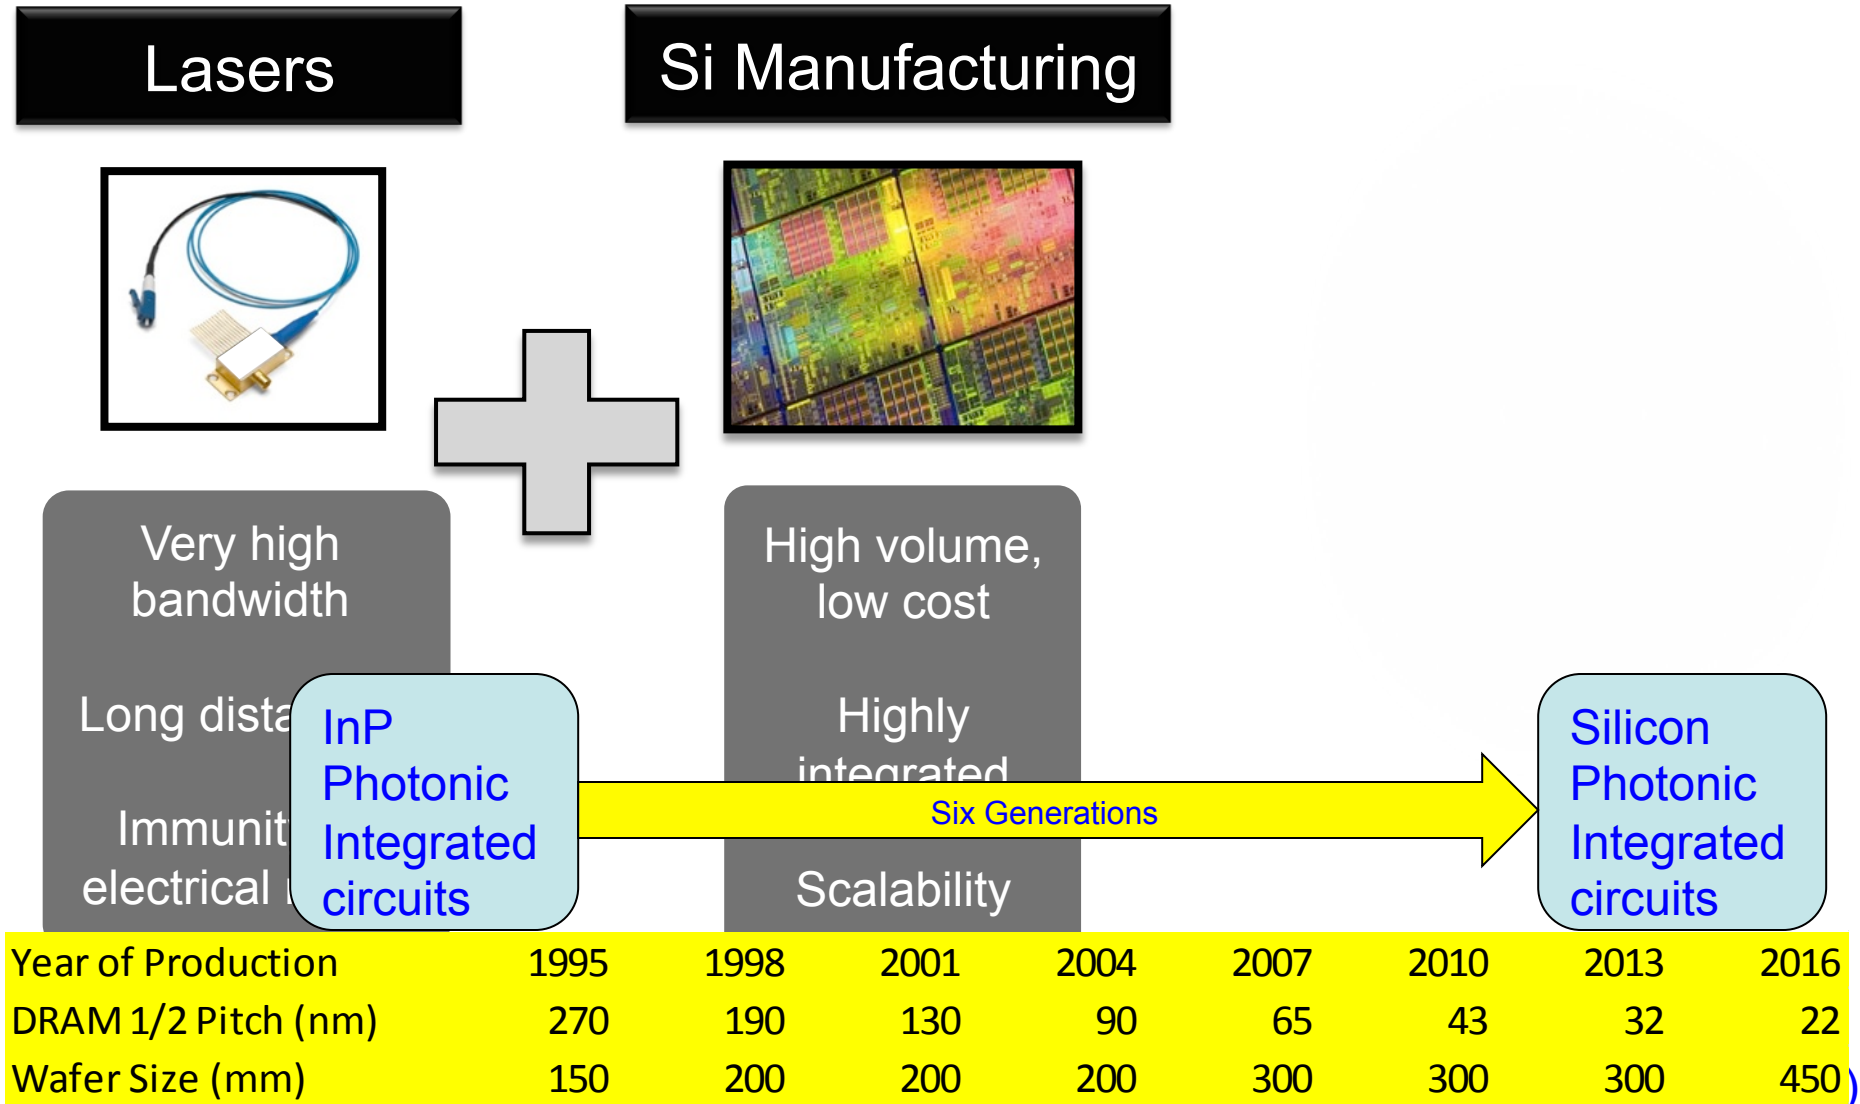 Lasers
Si Manufacturing
Very high
bandwidth
High volume,
low cost
Long dista
Highly
integrated
Immunit
electrical
Scalability
InP
Photonic
Integrated
circuits
Six Generations
Silicon
Photonic
Integrated
circuits
Year of Production 1995 1998 2001 2004 2007 2010 2013 2016
DRAM 1/2 Pitch (nm) 270 190 130 90 65 43 32 22
Wafer Size (mm) 150 200 200 200 300 300 300 450 )